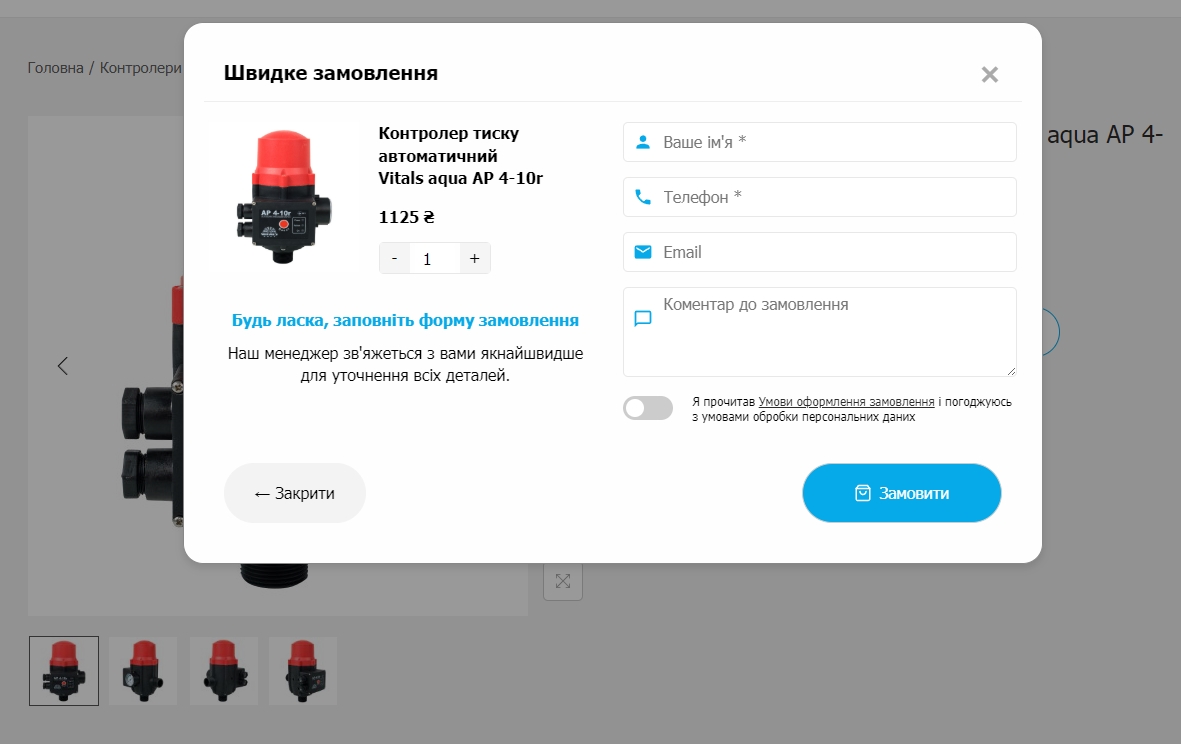 Швидке замовлення
Головна / Контролери
aqua AP 4-
Контролер тиску
автоматичний
Vitals aqua AP 4-10r
1125 ₴
- 1 +
AP 4-10r
Будь ласка, заповніть форму замовлення
Наш менеджер зв'яжеться з вами якнайшвидше
для уточнення всіх деталей.
Ваше ім'я *
Телефон *
Email
Коментар до замовлення
Я прочитав Умови оформлення замовлення і погоджуюсь
з умовами обробки персональних даних
← Закрити
Замовити